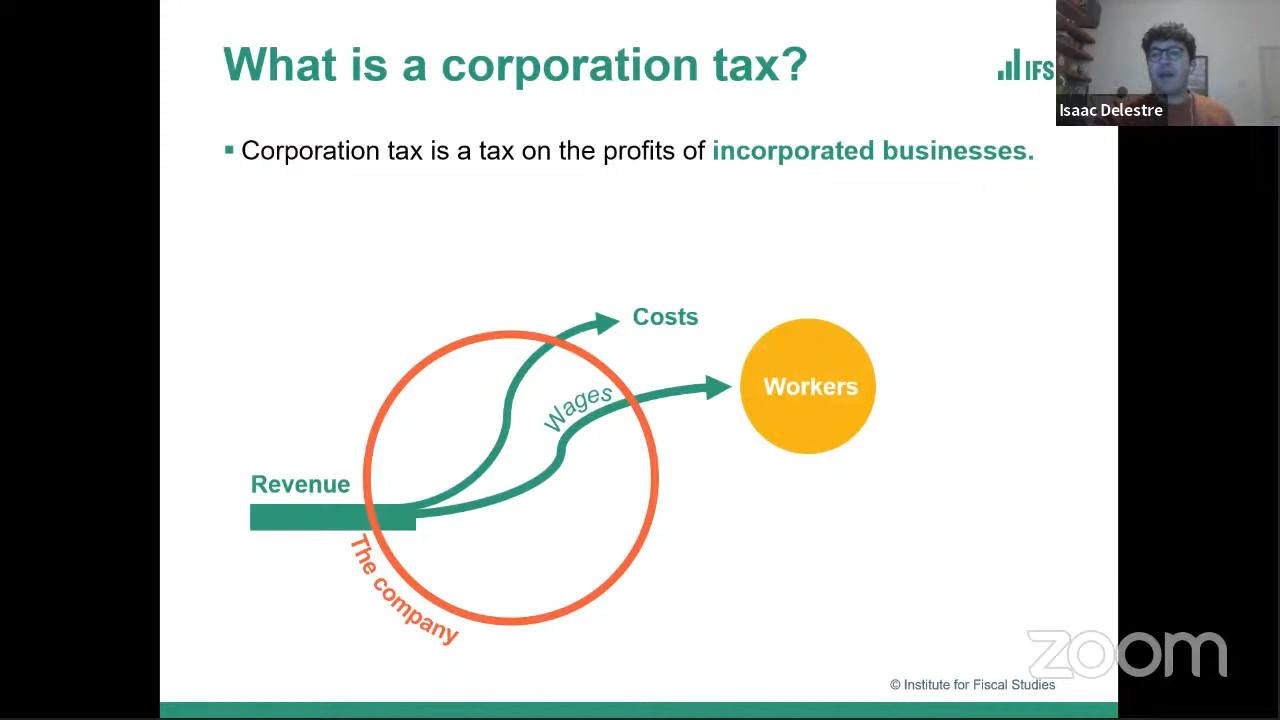 What is a corporation tax?
IFS
Isaac Delestre
Corporation tax is a tax on the profits of incorporated businesses.
Costs
Wages
Workers
Revenue
The company
zoom
© Institute for Fiscal Studies